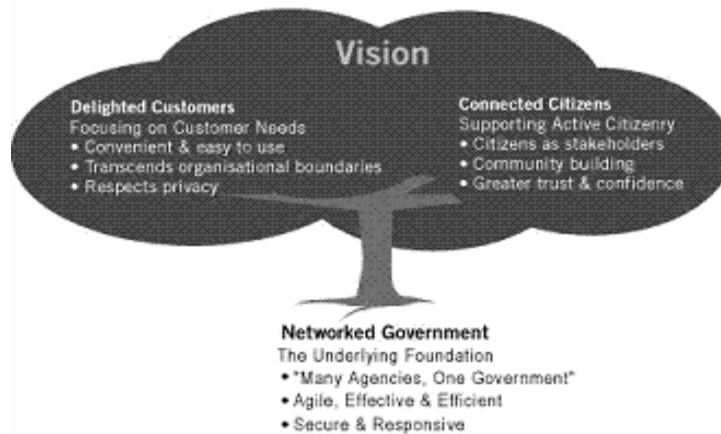 Vision
Delighted Customers
Focusing on Customer Needs
• Convenient & easy to use
• Transcends organisational boundaries
• Respects privacy
Connected Citizens
Supporting Active Citizenry
• Citizens as stakeholders
• Community building
• Greater trust & confidence
Networked Government
The Underlying Foundation
• "Many Agencies, One Government"
• Agile, Effective & Efficient
• Secure & Responsive